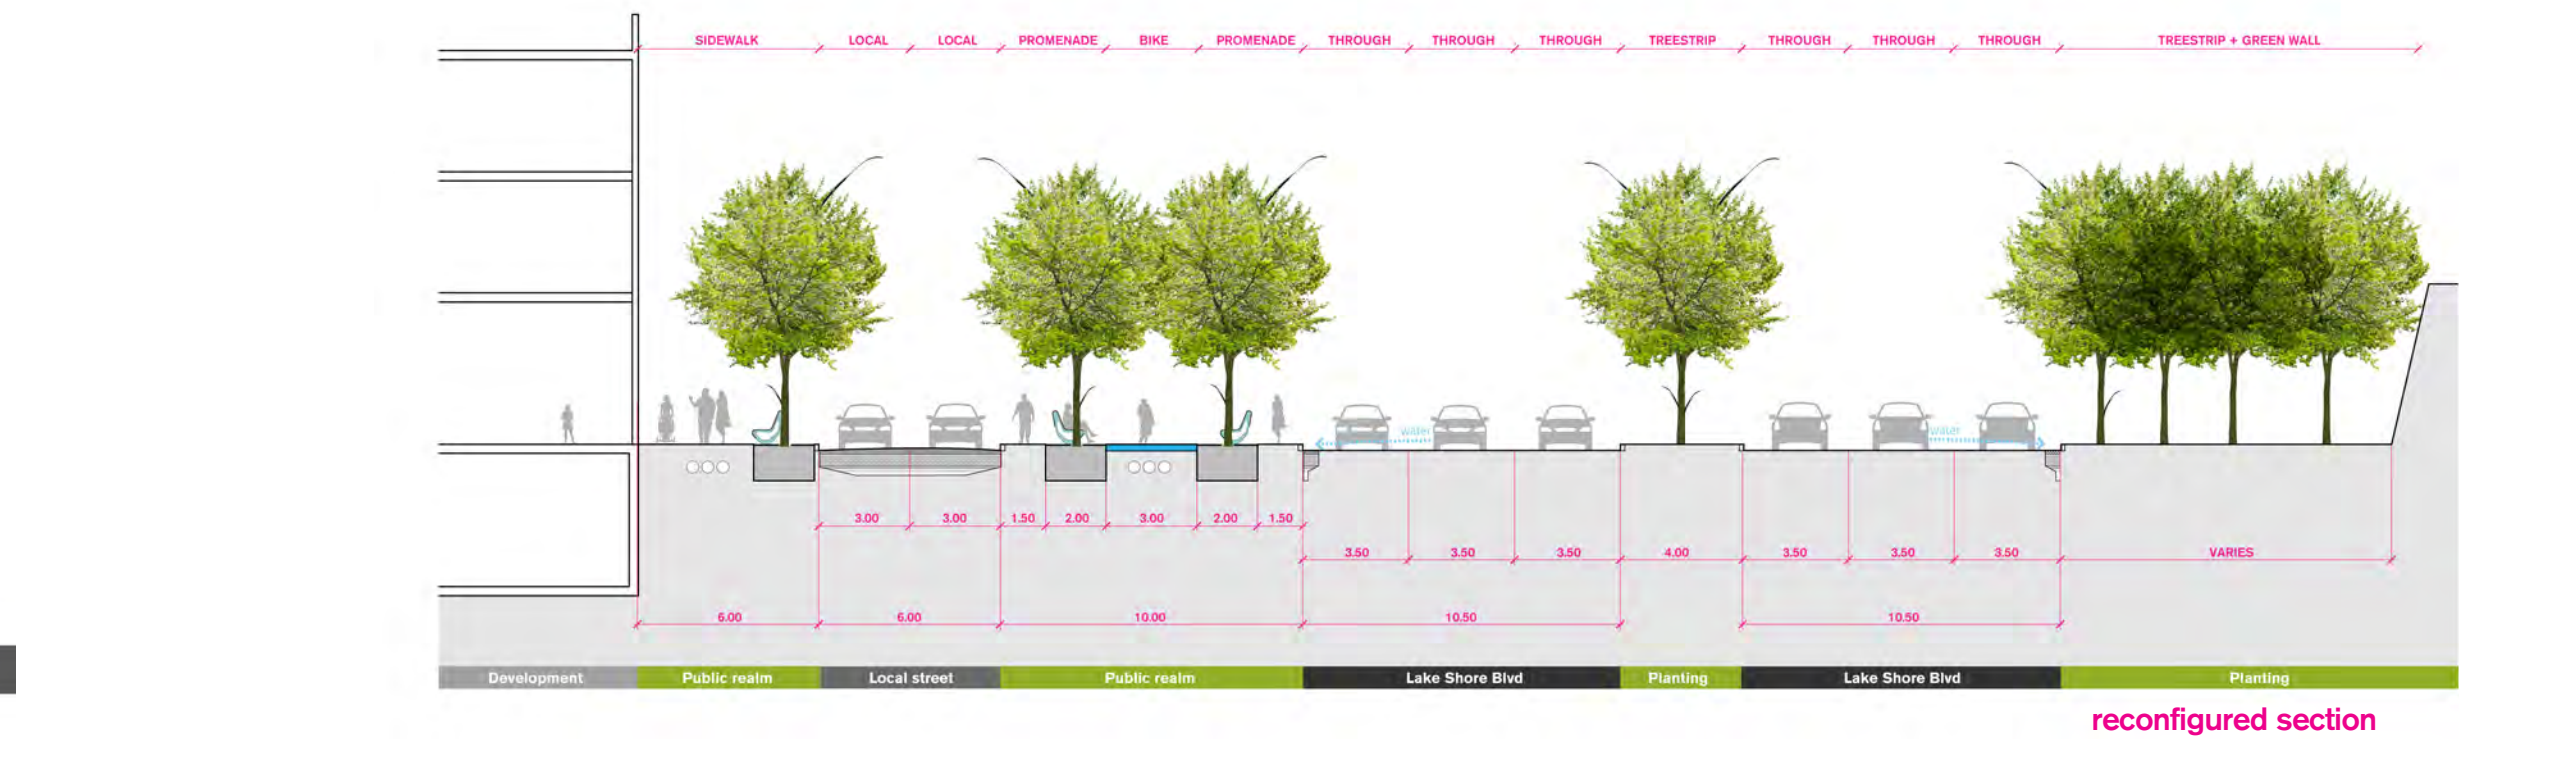 SIDEWALK LOCAL LOCAL PROMENADE BIKE PROMENADE THROUGH THROUGH THROUGH TREESTRIP THROUGH THROUGH THROUGH TREESTRIP + GREEN WALL
water water
3.00 3.00 1.50 2.00 3.00 2.00 1.50
3.50 3.50 3.50 4.00 3.50 3.50 3.50 VARIES
6.00 6.00 10.00 10.50 10.50
Development Public realm Local street Public realm Lake Shore Blvd Planting Lake Shore Blvd Planting
reconfigured section